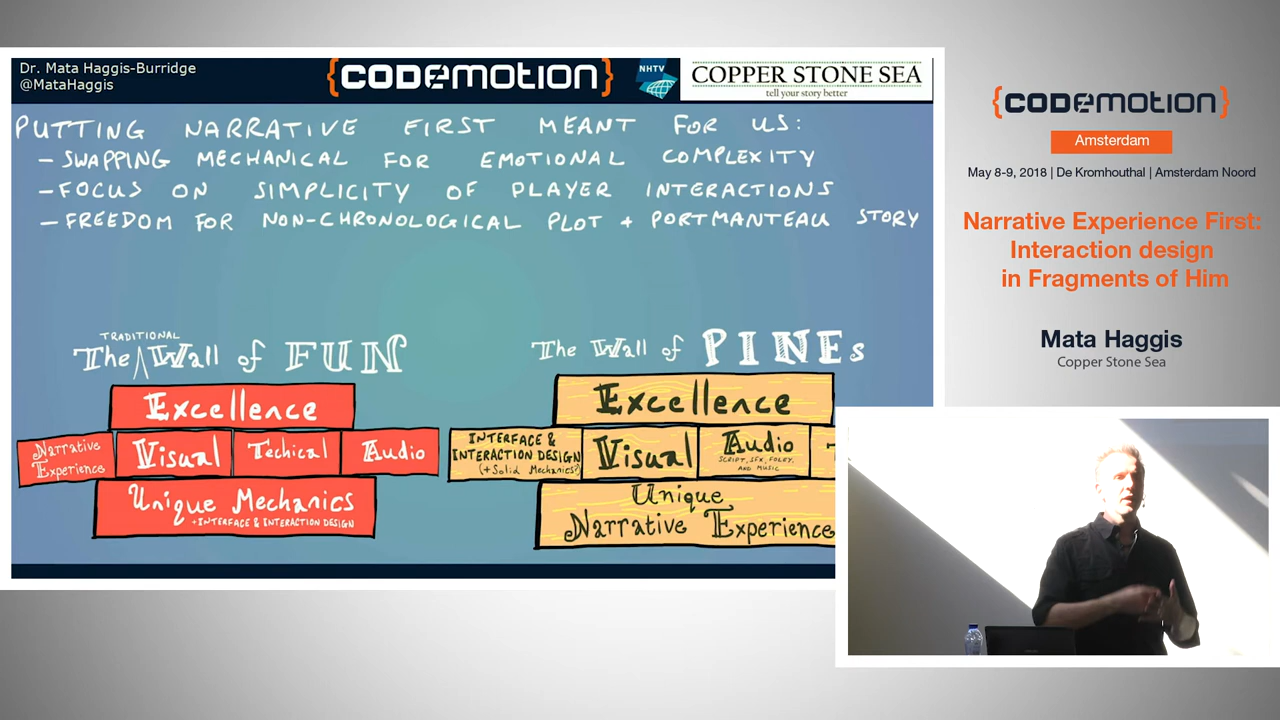 Dr. Mata Haggis-Burridge
@MataHaggis
{CODEMOTION}
NHTV
COPPER STONE SEA
tell your story better
PUTTING NARRATIVE FIRST MEANT FOR US:
- SWAPPING MECHANICAL FOR EMOTIONAL COMPLEXITY
- FOCUS ON SIMPLICITY OF PLAYER INTERACTIONS
- FREEDOM FOR NON-CHRONOLOGICAL PLOT + PORTMANTEAU STORY
TRADITIONAL
The Wall of FUN
Excellence
Narrative Experience
Visual
Techical
Audio
Unique Mechanics
+INTERFACE & INTERACTION DESIGN
The Wall of PINEs
Excellence
INTERFACE &
INTERACTION DESIGN
(+Solid Mechanics?)
Visual
Audio
SCRIPT, SFX, FOLEY,
AND MUSIC
Unique
Narrative Experience
{CODEMOTION}
Amsterdam
May 8-9, 2018 | De Kromhouthal | Amsterdam Noord
Narrative Experience First:
Interaction design
in Fragments of Him
Mata Haggis
Copper Stone Sea